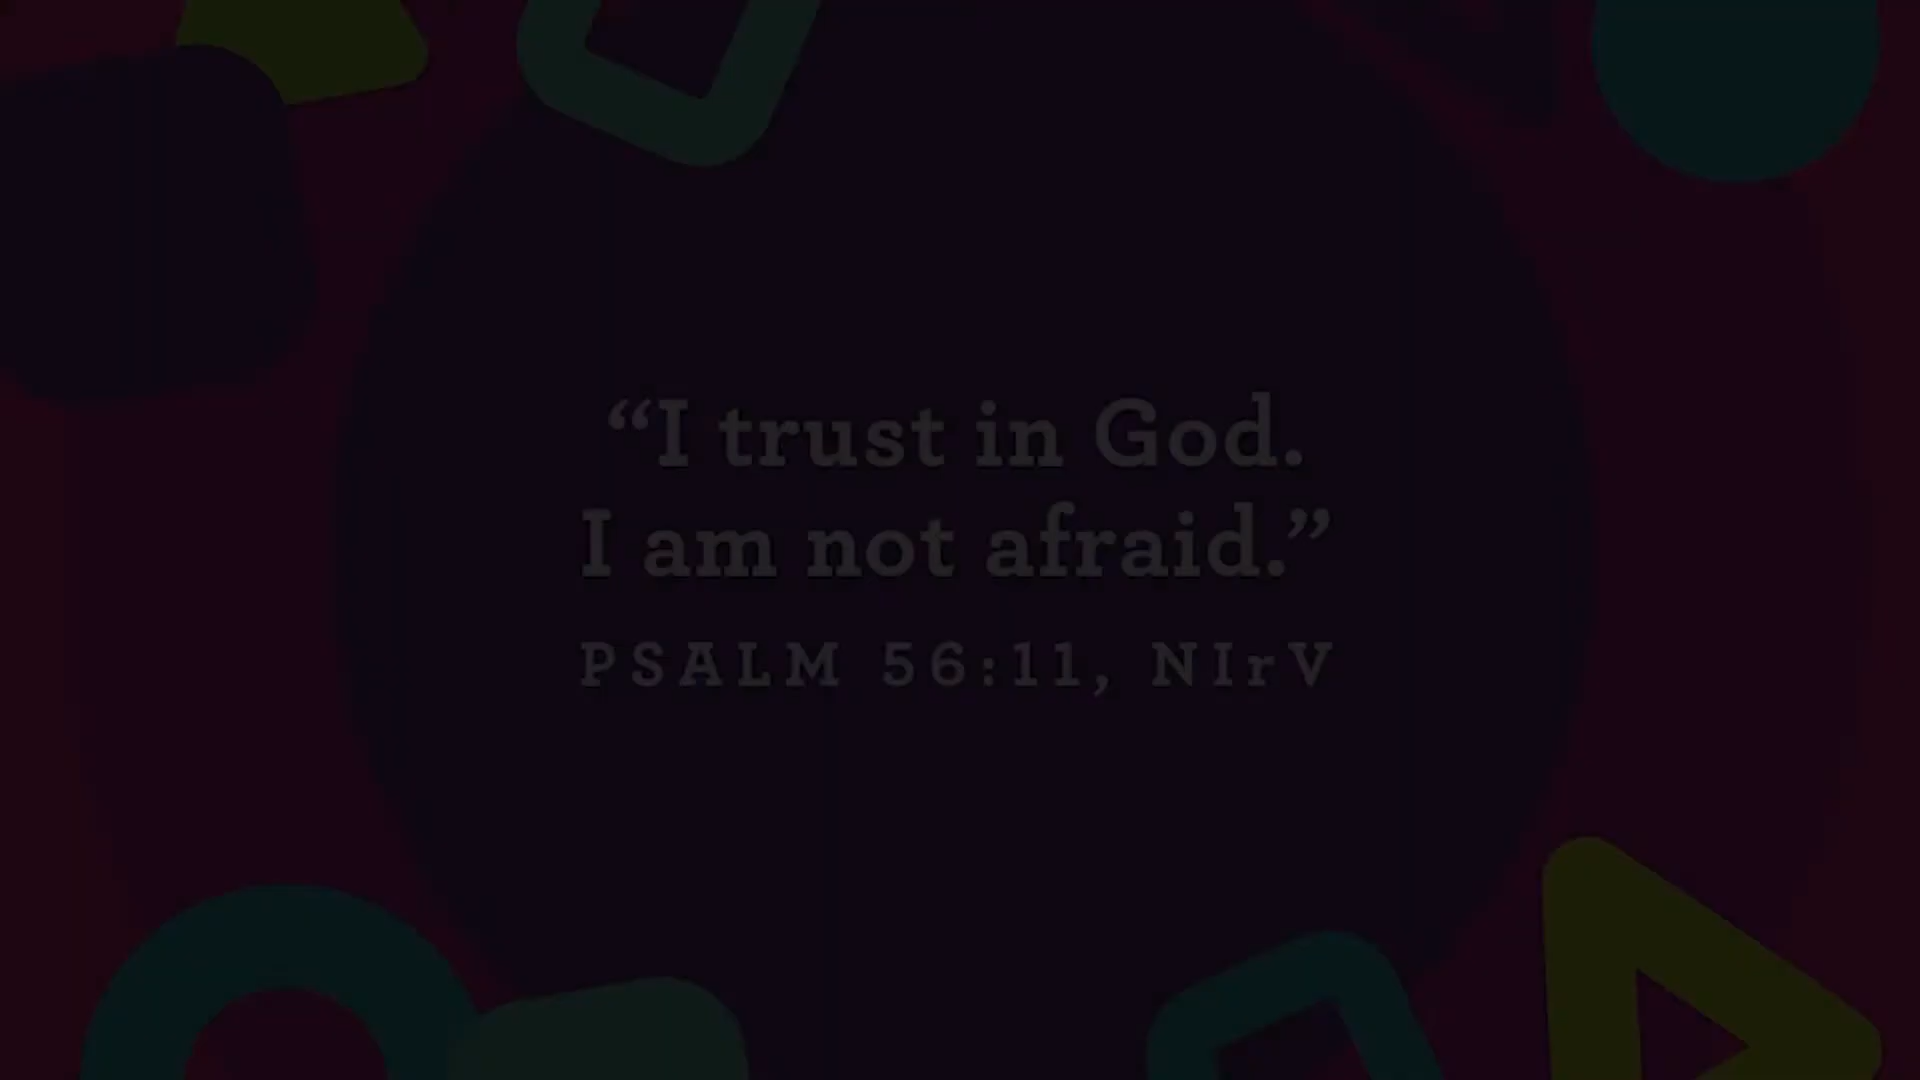 “I trust in God.
I am not afraid.”
PSALM 56:11, NIrV